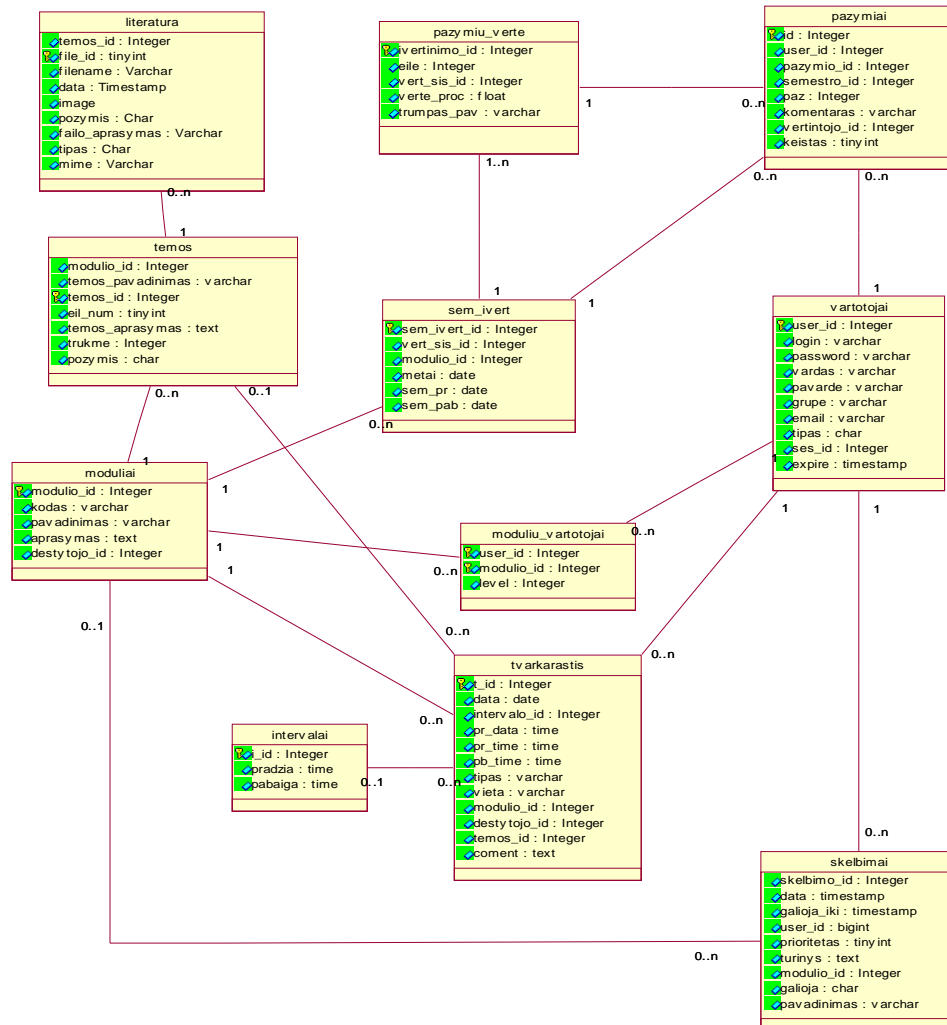 literatura
temos_id : Integer
file_id : tinyint
filename : Varchar
data : Timestamp
image
pozymis : Char
failo_aprasymas : Varchar
tipas : Char
mime : Varchar
pazymiu_verte
ivertinimo_id : Integer
eile : Integer
vert_sis_id : Integer
verte_proc : float
trumpas_pav : varchar
pazymiai
id : Integer
user_id : Integer
pazymio_id : Integer
semestro_id : Integer
paz : Integer
komentaras : varchar
vertintojo_id : Integer
keistas : tinyint
1
0..n
1..n
0..n
0..n
0..n
1
temos
modulio_id : Integer
temos_pavadinimas : varchar
temos_id : Integer
eil_num : tinyint
temos_aprasymas : text
trukme : Integer
pozymis : char
1
1
1
sem_ivert
sem_ivert_id : Integer
vert_sis_id : Integer
modulio_id : Integer
metai : date
sem_pr : date
sem_pab : date
vartotojai
user_id : Integer
login : varchar
password : varchar
vardas : varchar
pavarde : varchar
grupe : varchar
email : varchar
tipas : char
ses_id : Integer
expire : timestamp
0..n
0..1
0..n
1
1
1
moduliai
modulio_id : Integer
kodas : varchar
pavadinimas : varchar
aprasymas : text
destytojo_id : Integer
1
1
1
1
0..n
moduliu_vartotojai
user_id : Integer
modulio_id : Integer
level : Integer
0..n
0..1
0..n
0..n
tvarkarastis
t_id : Integer
data : date
intervalo_id : Integer
pr_data : time
pr_time : time
pb_time : time
tipas : varchar
vieta : varchar
modulio_id : Integer
destytojo_id : Integer
temos_id : Integer
coment : text
0..n
intervalai
i_id : Integer
pradzia : time
pabaiga : time
0..1
0..n
0..n
skelbimai
skelbimo_id : Integer
data : timestamp
galioja_iki : timestamp
user_id : bigint
prioritetas : tinyint
turinys : text
modulio_id : Integer
galioja : char
pavadinimas : varchar
0..n